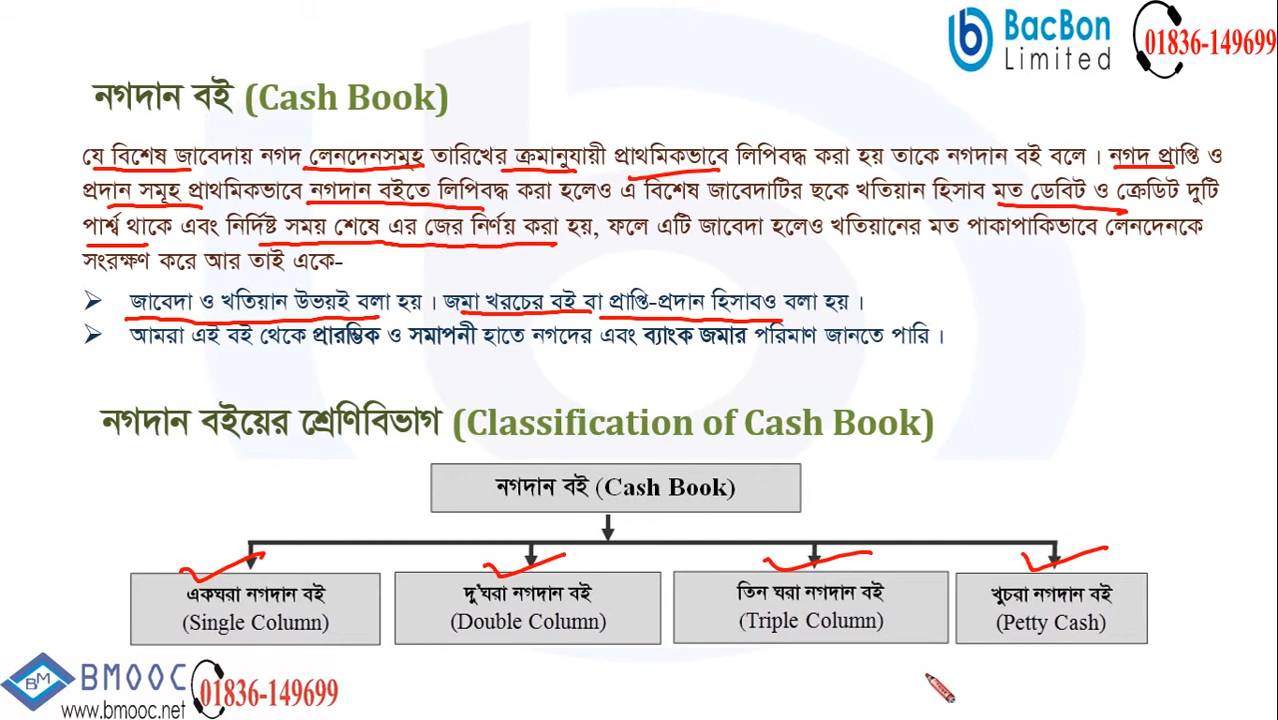 BacBon
Limited
01836-149699
নগদান বই (Cash Book)
যে বিশেষ জাবেদায় নগদ লেনদেনসমূহ তারিখের ক্রমানুযায়ী প্রাথমিকভাবে লিপিবদ্ধ করা হয় তাকে নগদান বই বলে । নগদ প্রাপ্তি ও
প্রদান সমূহ প্রাথমিকভাবে নগদান বইতে লিপিবদ্ধ করা হলেও এ বিশেষ জাবেদাটির ছকে খতিয়ান হিসাব মত ডেবিট ও ক্রেডিট দুটি
পার্শ্ব থাকে এবং নির্দিষ্ট সময় শেষে এর জের নির্ণয় করা হয়, ফলে এটি জাবেদা হলেও খতিয়ানের মত পাকাপাকিভাবে লেনদেনকে
সংরক্ষণ করে আর তাই একে-
➢ জাবেদা ও খতিয়ান উভয়ই বলা হয় । জমা খরচের বই বা প্রাপ্তি-প্রদান হিসাবও বলা হয় ।
➢ আমরা এই বই থেকে প্রারম্ভিক ও সমাপনী হাতে নগদের এবং ব্যাংক জমার পরিমাণ জানতে পারি ।
নগদান বইয়ের শ্রেণিবিভাগ (Classification of Cash Book)
নগদান বই (Cash Book)
একঘরা নগদান বই
(Single Column)
দু'ঘরা নগদান বই
(Double Column)
তিন ঘরা নগদান বই
(Triple Column)
খুচরা নগদান বই
(Petty Cash)
BM
BMOOC
www.bmooc.net
01836-149699